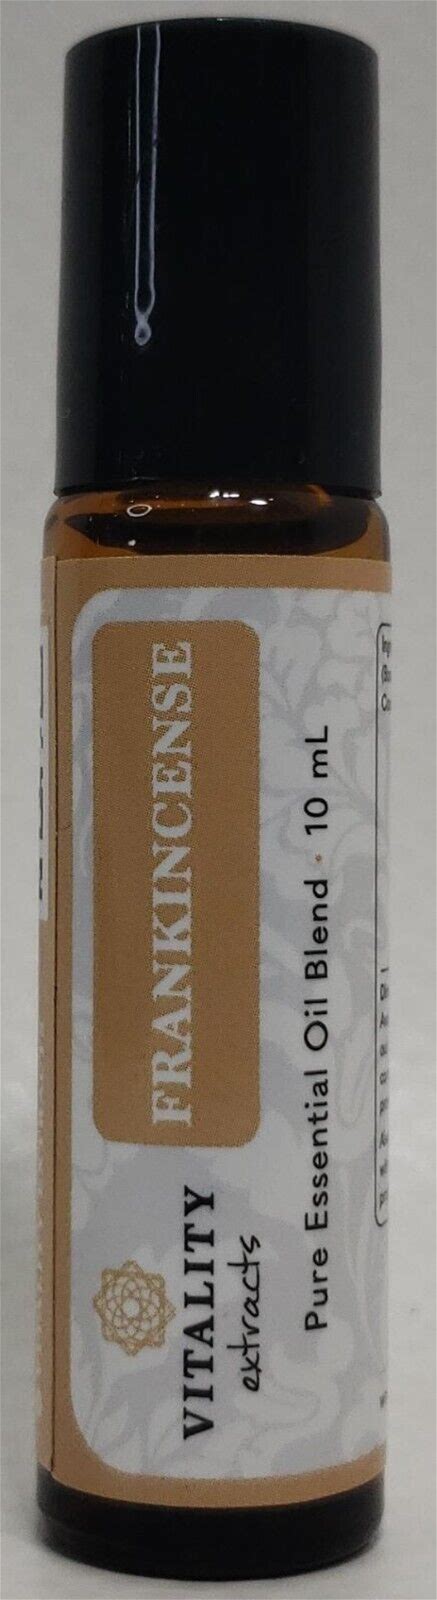 FRANKINCENSE
VITALITY
extracts
Pure Essential Oil Blend · 10 mL